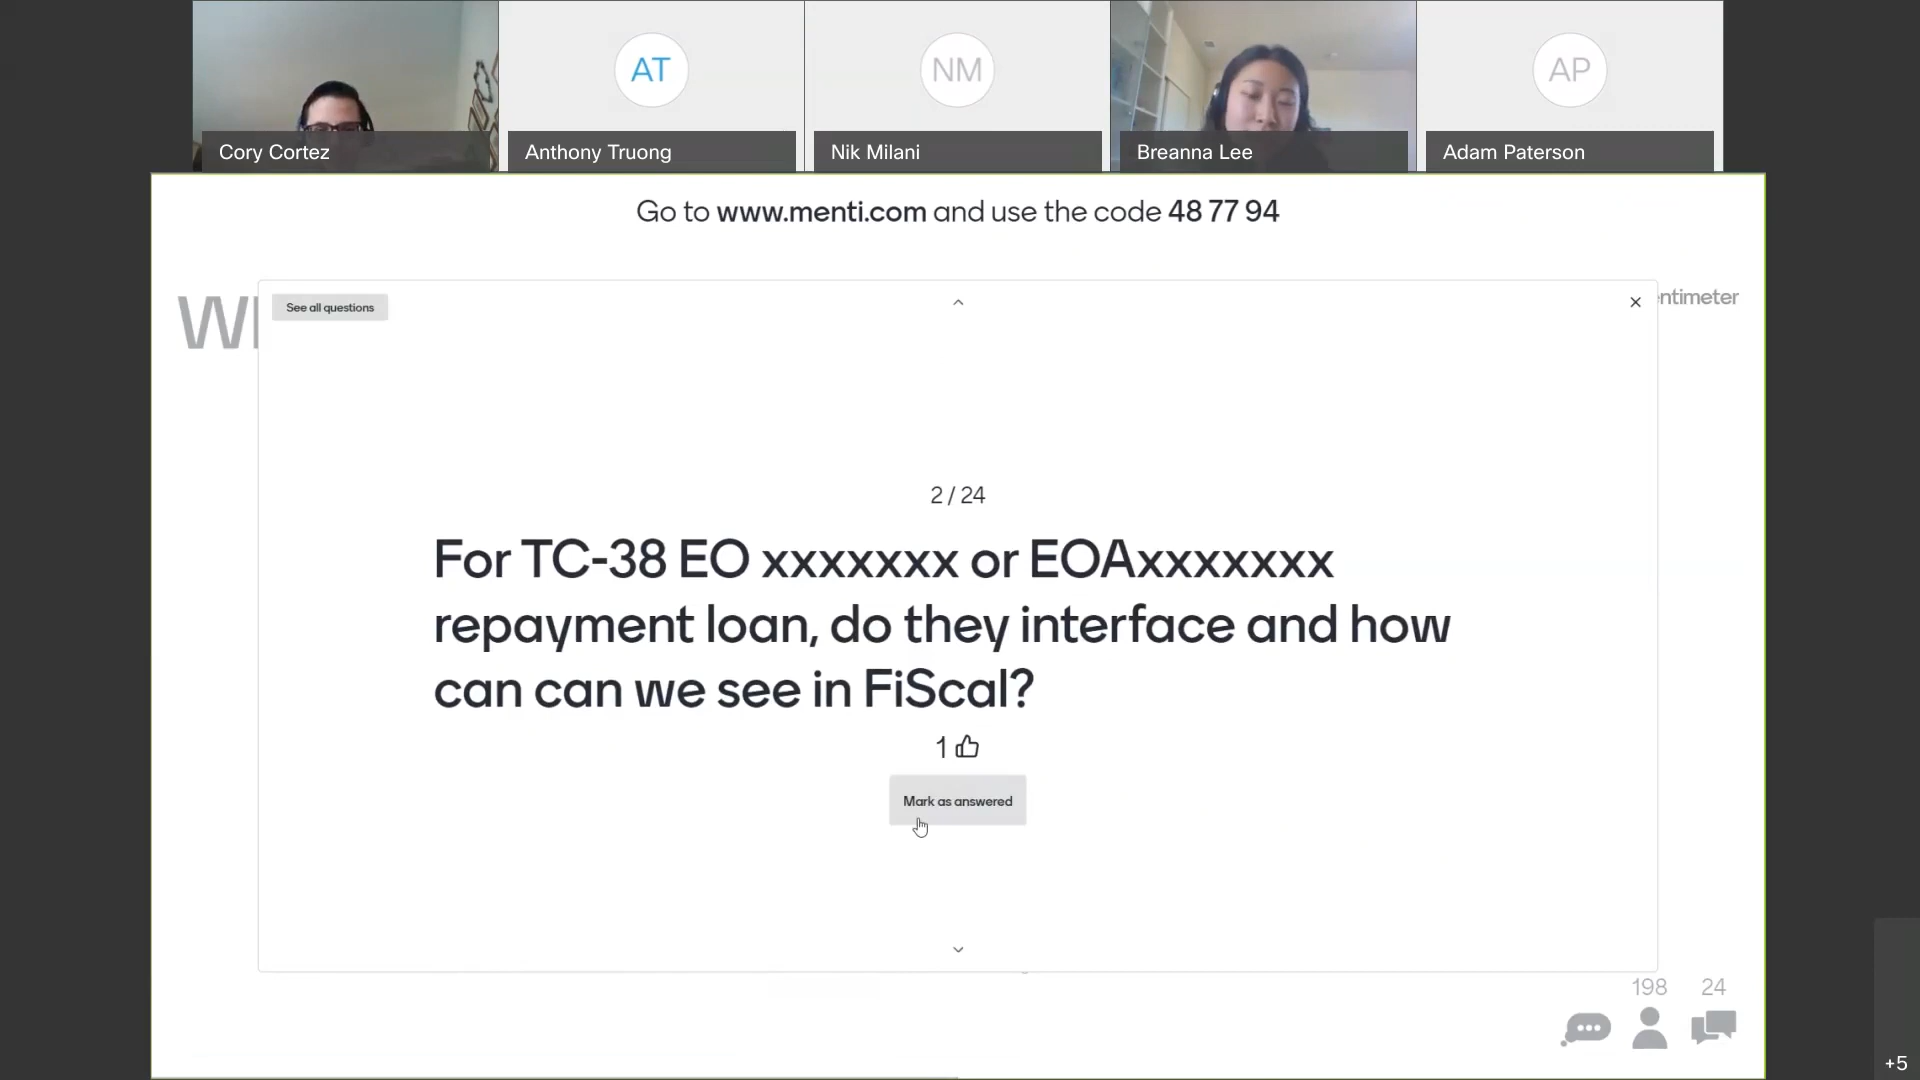 AT
NM
AP
Cory Cortez
Anthony Truong
Nik Milani
Breanna Lee
Adam Paterson
Go to www.menti.com and use the code 48 77 94
See all questions
ntimeter
2 / 24
For TC-38 EO xxxxxxx or EOAxxxxxxx
repayment loan, do they interface and how
can can we see in FiScal?
1
Mark as answered
198
24
+5